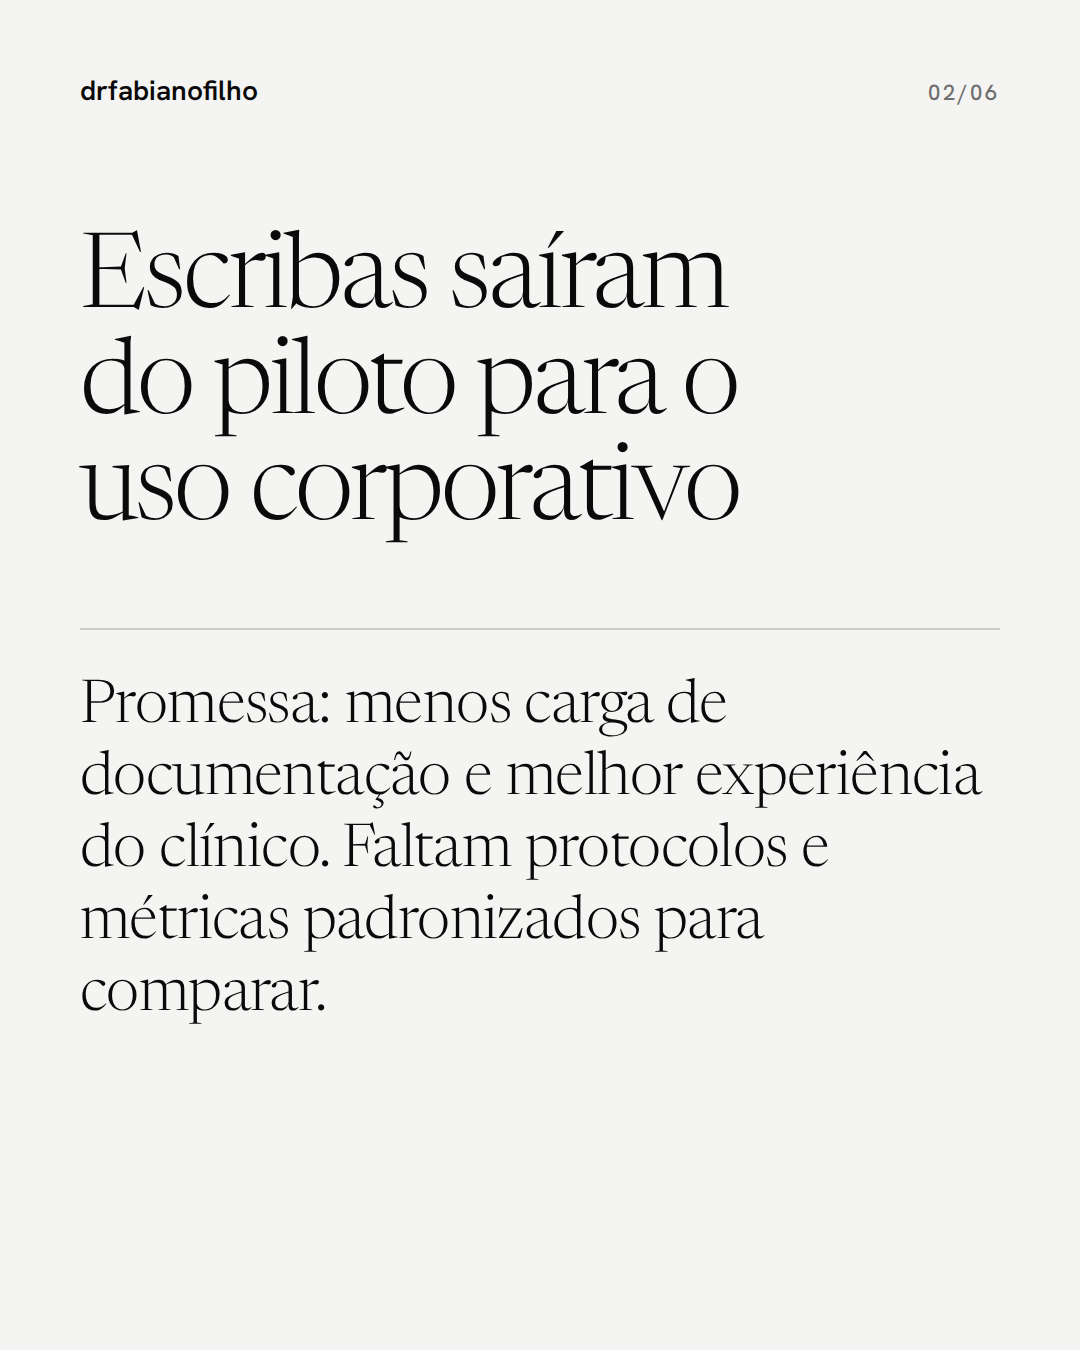 drfabianofilho
02/06
Escribas saíram
do piloto para o
uso corporativo
Promessa: menos carga de
documentação e melhor experiência
do clínico. Faltam protocolos e
métricas padronizados para
comparar.